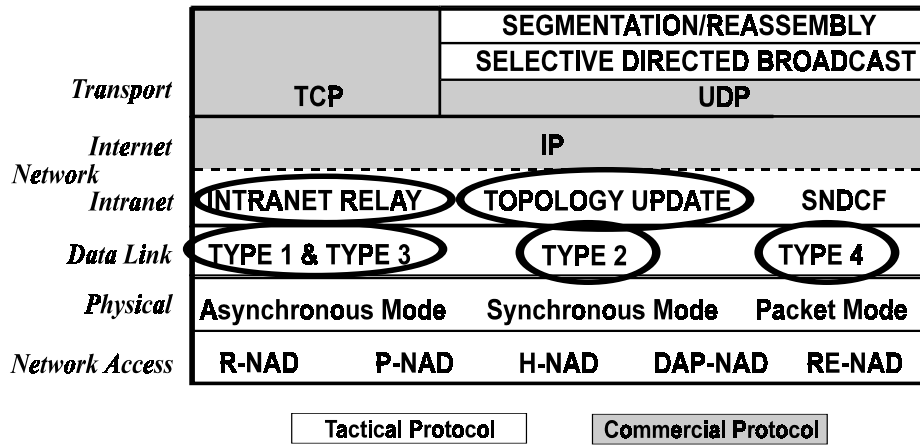 SEGMENTATION/REASSEMBLY
SELECTIVE DIRECTED BROADCAST
Transport TCP UDP
Internet IP
Network
Intranet INTRANET RELAY TOPOLOGY UPDATE SNDCF
Data Link TYPE 1 & TYPE 3 TYPE 2 TYPE 4
Physical Asynchronous Mode Synchronous Mode Packet Mode
Network Access R-NAD P-NAD H-NAD DAP-NAD RE-NAD
Tactical Protocol Commercial Protocol